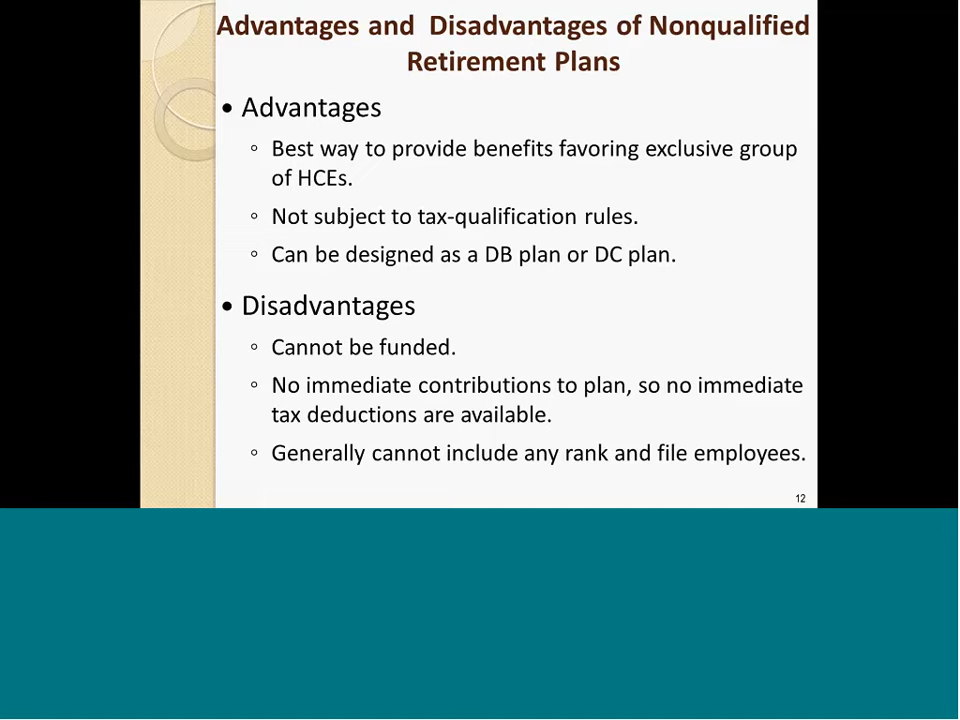 Advantages and Disadvantages of Nonqualified
Retirement Plans
• Advantages
◦ Best way to provide benefits favoring exclusive group
of HCEs.
◦ Not subject to tax-qualification rules.
◦ Can be designed as a DB plan or DC plan.
• Disadvantages
◦ Cannot be funded.
◦ No immediate contributions to plan, so no immediate
tax deductions are available.
◦ Generally cannot include any rank and file employees.
12